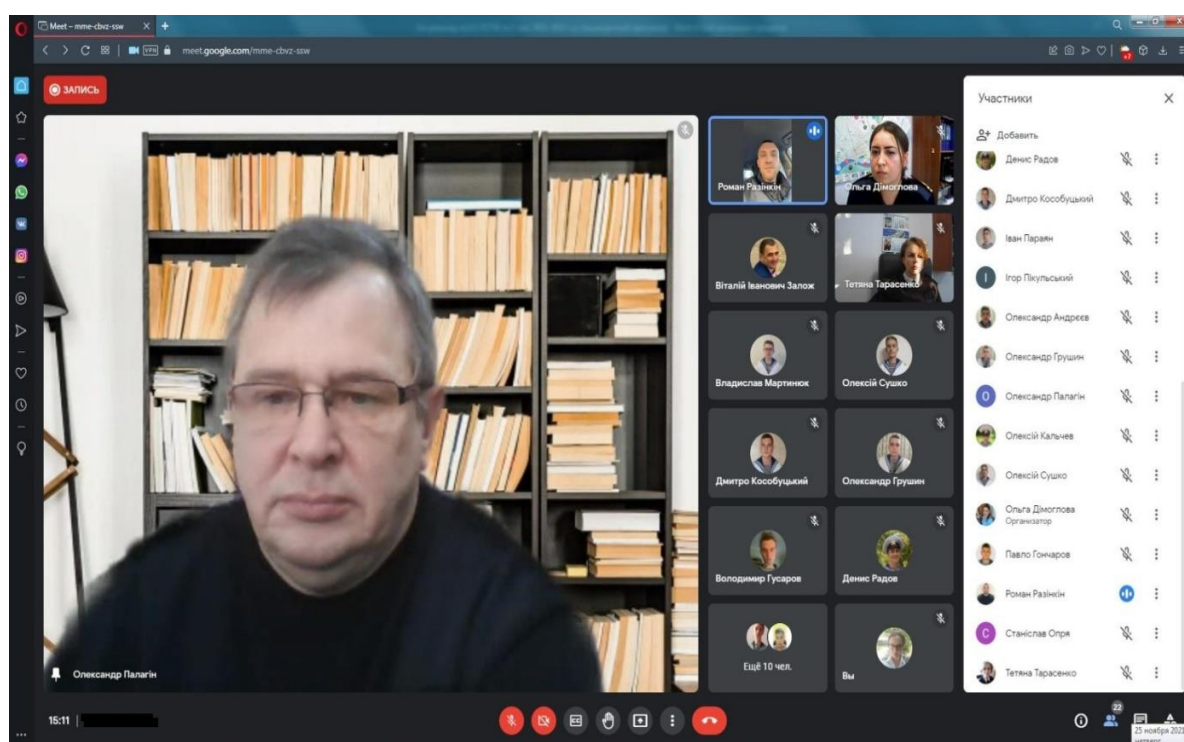 Meet – mme-cbvz-ssw
VPN
meet.google.com/mme-cbvz-ssw
ЗАПИСЬ
Олександр Палагін
Роман Разінкін
Ольга Дімоглова
Віталій Іванович Залож
Тетяна Тарасенко
Владислав Мартинюк
Олексій Сушко
Дмитро Кособуцький
Олександр Грушин
Володимир Гусаров
Денис Радов
Ещё 10 чел.
Вы
Участники
Добавить
Денис Радов
Дмитро Кособуцький
Іван Параян
І
Ігор Пікульський
Олександр Андрєєв
Олександр Грушин
О
Олександр Палагін
Олексій Кальчев
Олексій Сушко
Ольга Дімоглова
Организатор
Павло Гончаров
Роман Разінкін
С
Станіслав Опря
Тетяна Тарасенко
15:11 |
22
25 ноября 2021
четверг